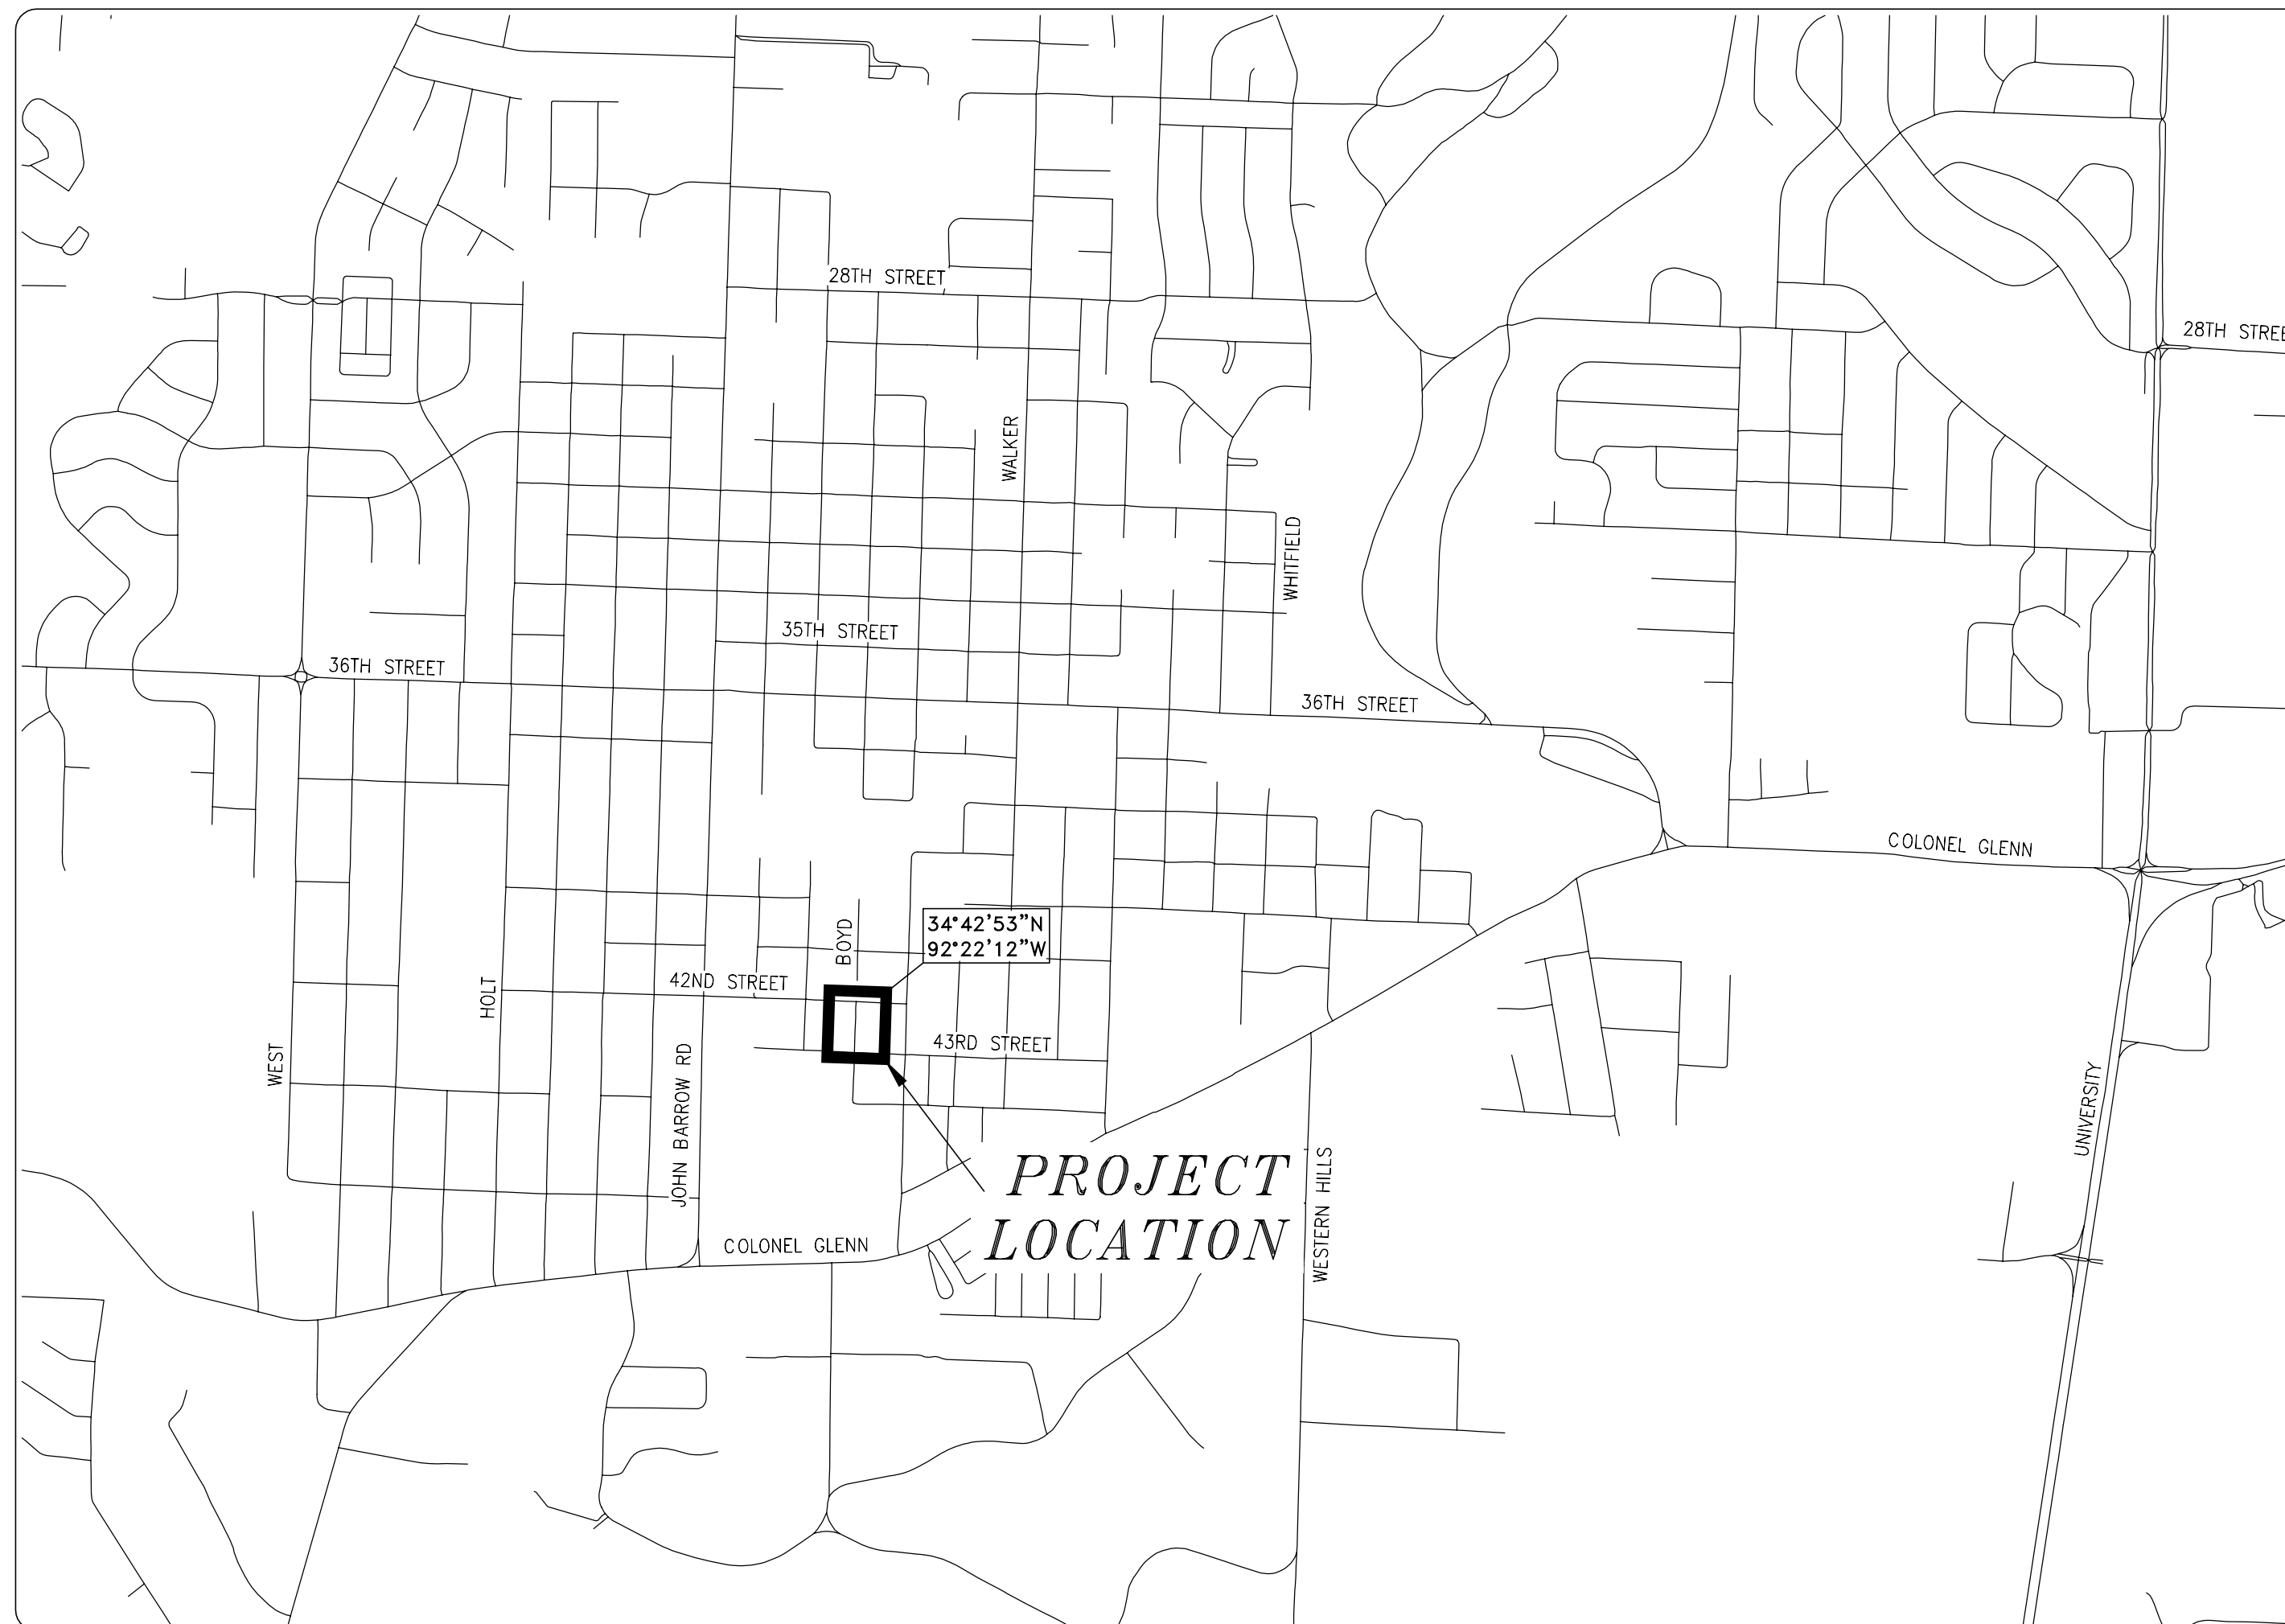 28TH STREET
28TH STREE
WALKER
WHITFIELD
35TH STREET
36TH STREET
36TH STREET
COLONEL GLENN
BOYD
34°42'53"N
92°22'12"W
42ND STREET
HOLT
43RD STREET
WEST
JOHN BARROW RD
UNIVERSITY
PROJECT
LOCATION
WESTERN HILLS
COLONEL GLENN